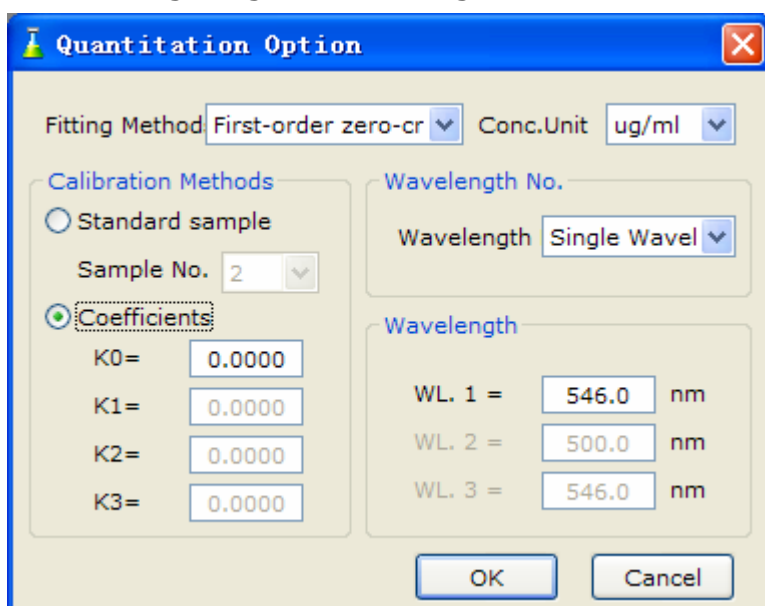 Quantitation Option
Fitting Method First-order zero-cr Conc.Unit ug/ml
Calibration Methods
Standard sample
Sample No. 2
Coefficients
K0= 0.0000
K1= 0.0000
K2= 0.0000
K3= 0.0000
Wavelength No.
Wavelength Single Wavel
Wavelength
WL. 1 = 546.0 nm
WL. 2 = 500.0 nm
WL. 3 = 546.0 nm
OK Cancel